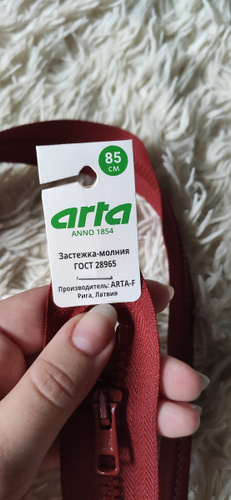 85
СМ
arta
ANNO 1854
Застежка-молния
ГОСТ 28965
Производитель: ARTA-F
Рига, Латвия